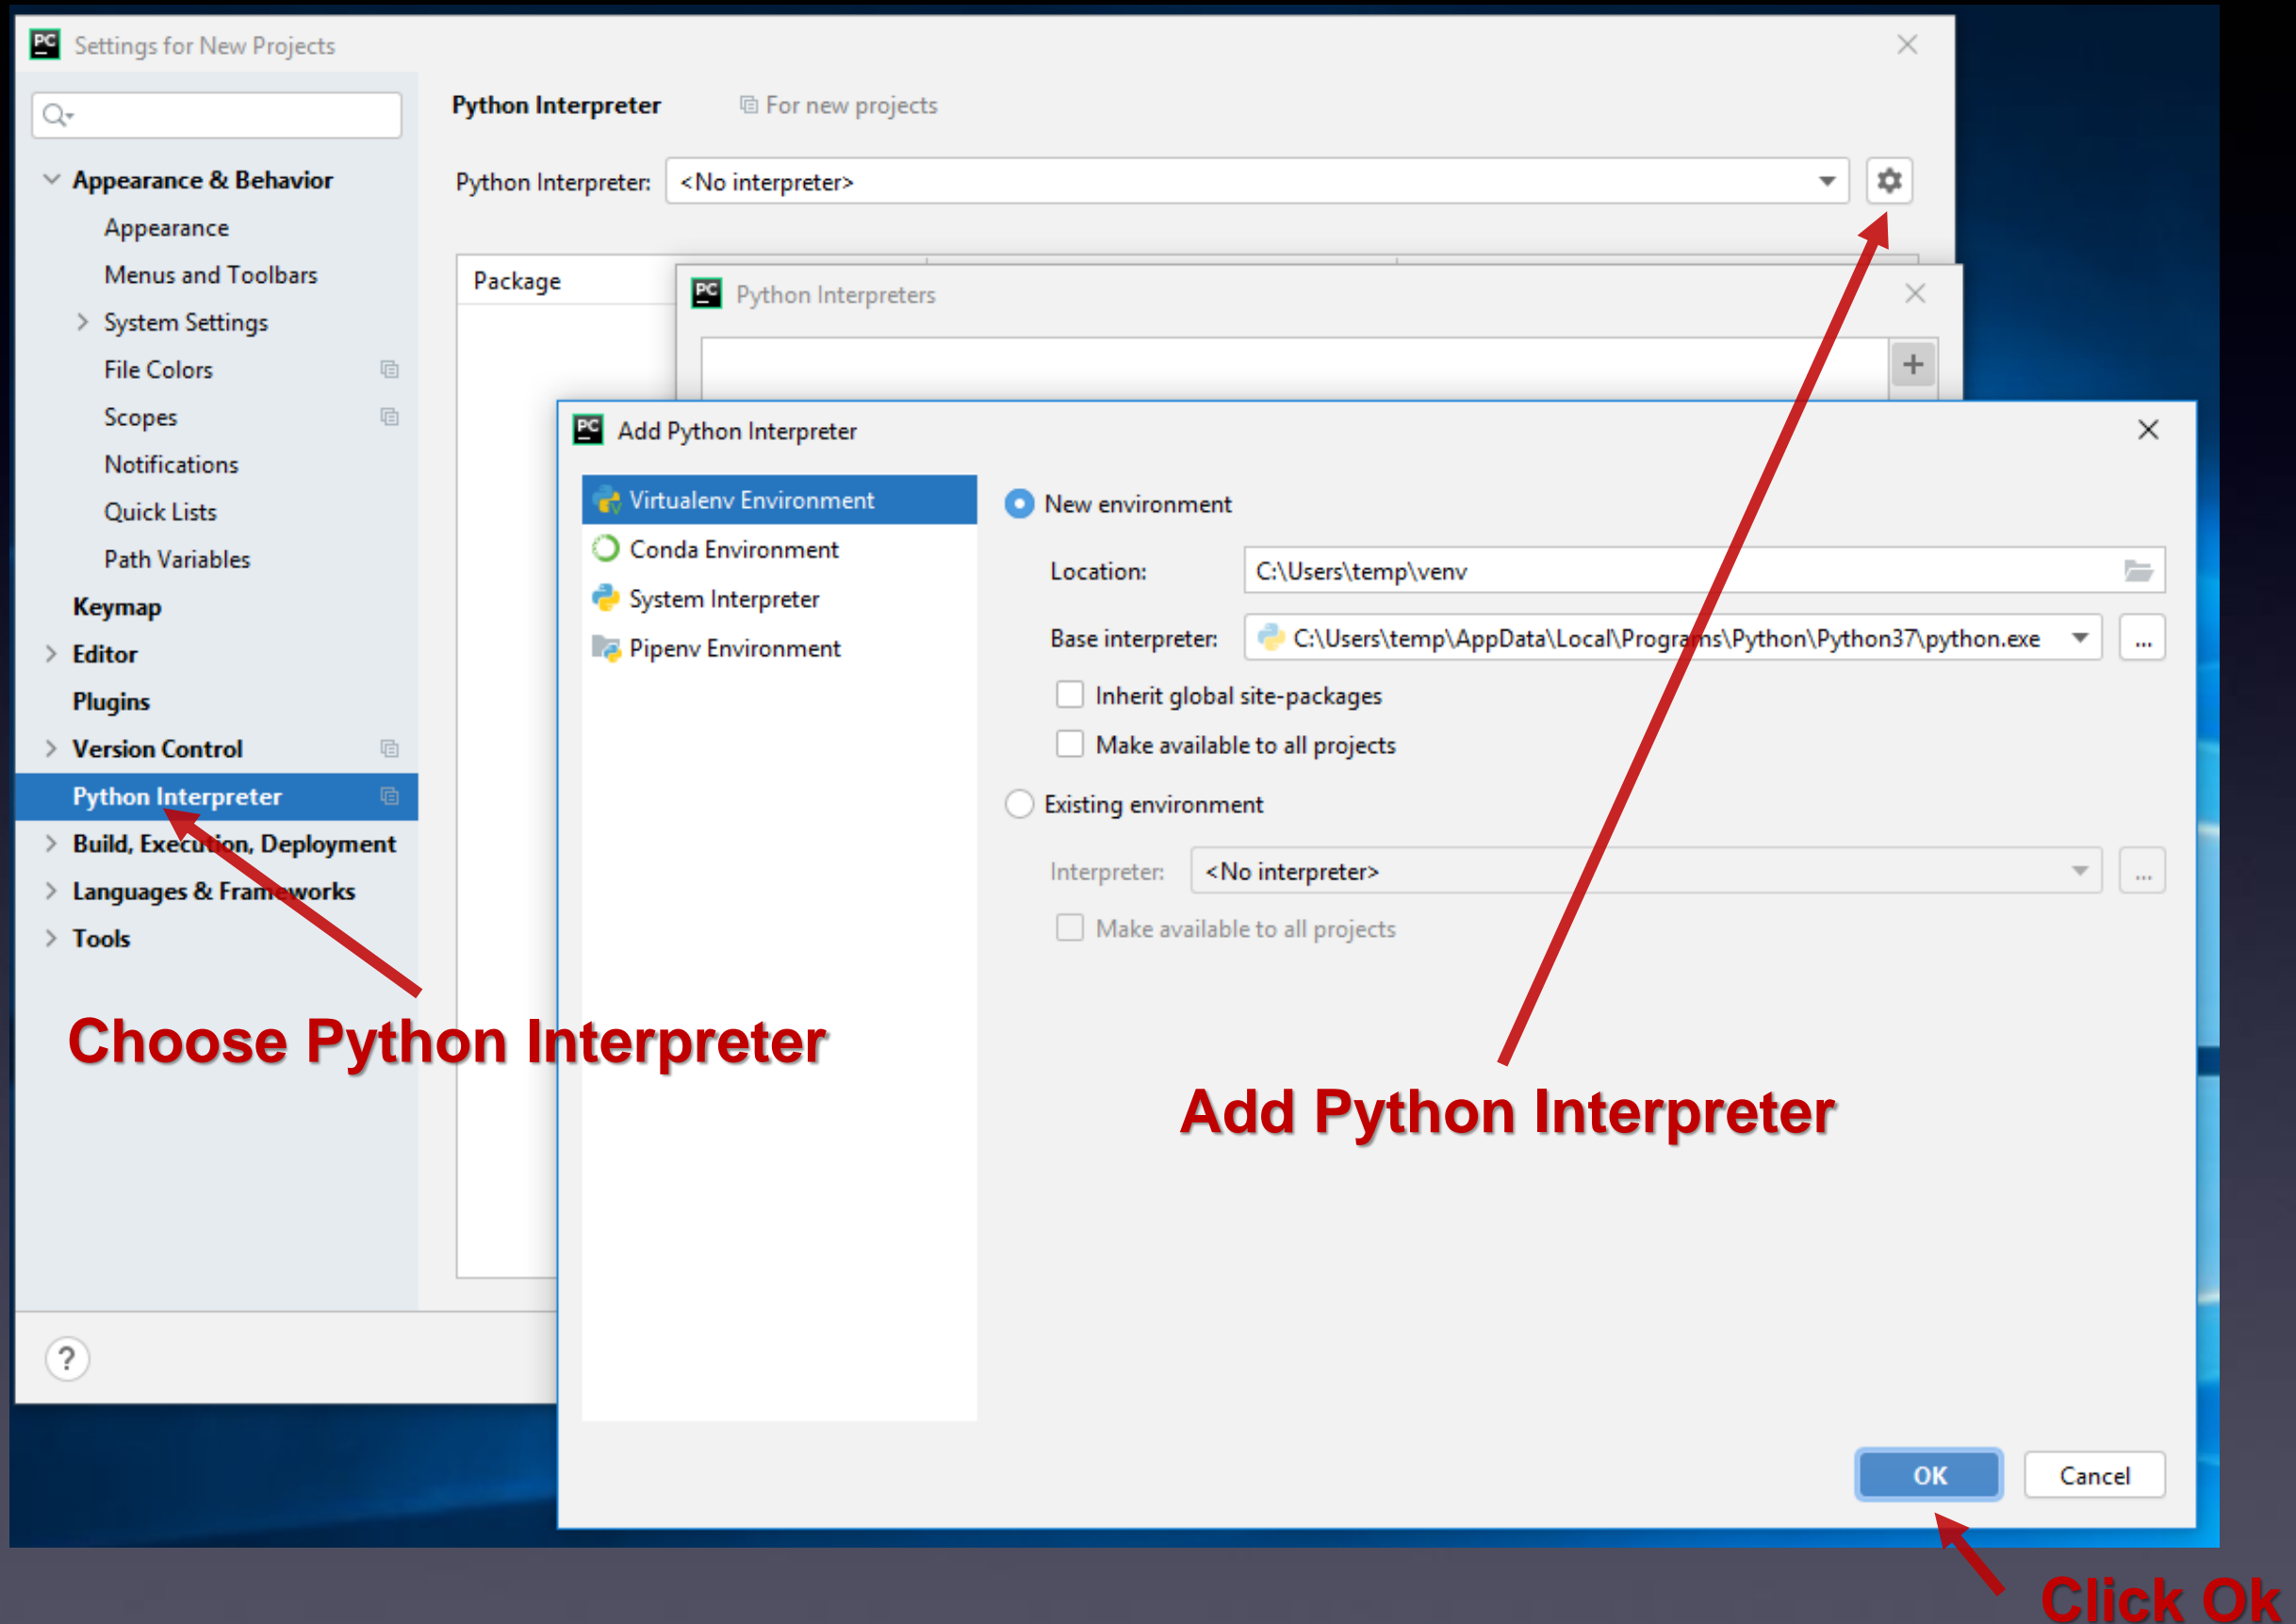 PC Settings for New Projects
Python Interpreter For new projects
Appearance & Behavior
Python Interpreter: <No interpreter>
Appearance
Menus and Toolbars
Package
PC Python Interpreters
System Settings
File Colors
Scopes
Notifications
Quick Lists
Path Variables
Keymap
Editor
Plugins
Version Control
Python Interpreter
Build, Execution, Deployment
Languages & Frameworks
Tools
PC Add Python Interpreter
Virtualenv Environment
Conda Environment
System Interpreter
Pipenv Environment
New environment
Location: C:\Users\temp\venv
Base interpreter: C:\Users\temp\AppData\Local\Programs\Python\Python37\python.exe ...
Inherit global site-packages
Make available to all projects
Existing environment
Interpreter: <No interpreter> ...
Make available to all projects
Choose Python Interpreter
Add Python Interpreter
?
OK Cancel
Click Ok